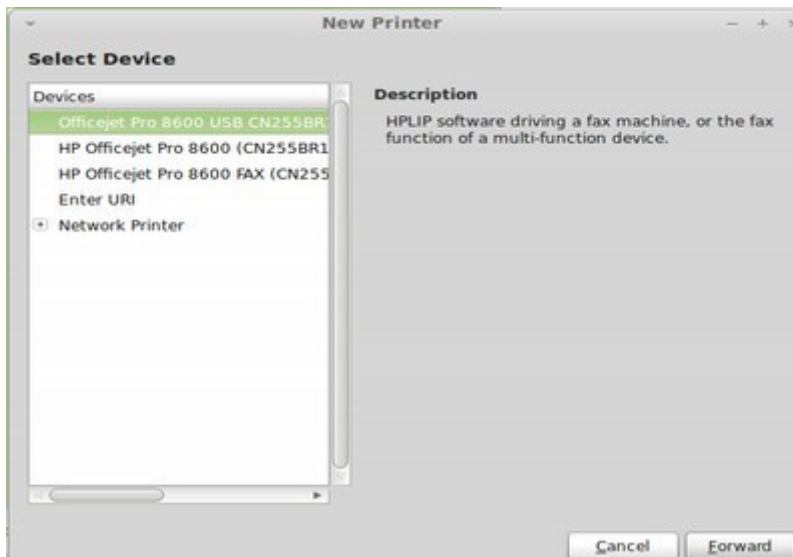 New Printer
Select Device
Devices
Officejet Pro 8600 USB CN255BR
HP Officejet Pro 8600 (CN255BR1
HP Officejet Pro 8600 FAX (CN255
Enter URI
Network Printer
Description
HPLIP software driving a fax machine, or the fax
function of a multi-function device.
Cancel
Forward